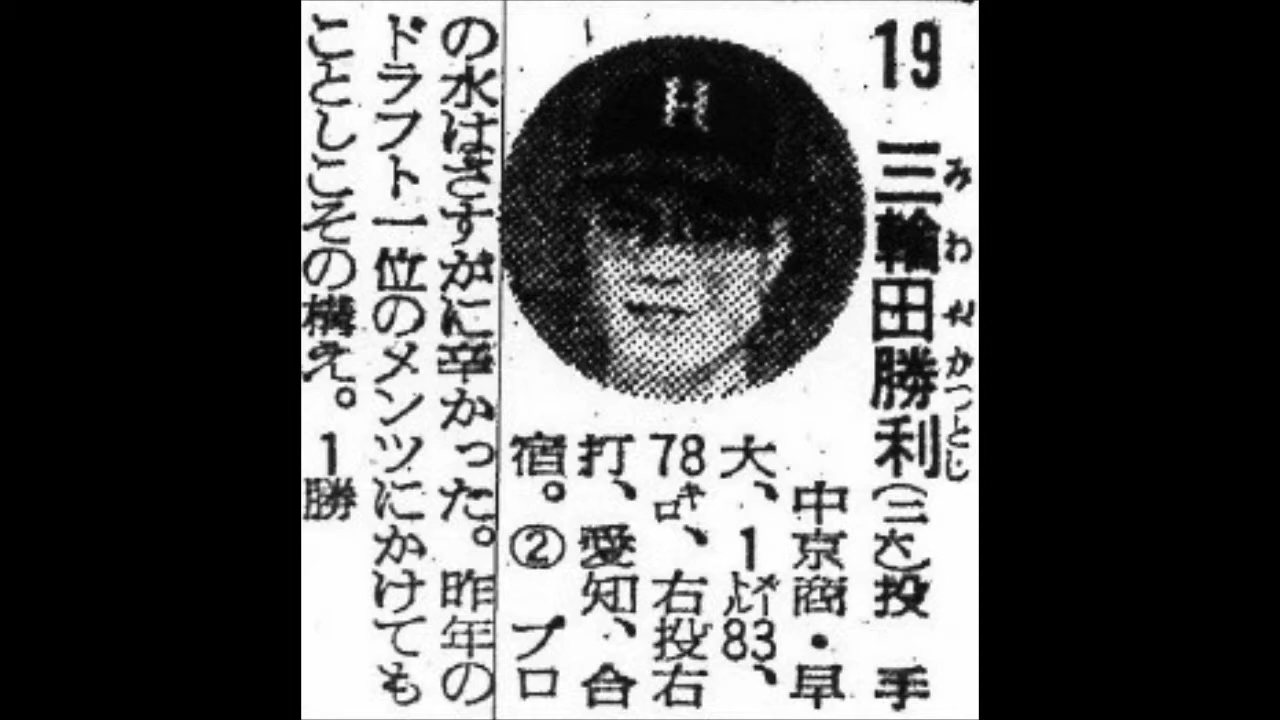 19 三輪田勝利(二六)投手
みわだかつとし
中京商・早
大、1メートル83、
78キロ、右投右
打、愛知、合
宿。② プロ
の水はさすがに辛かった。昨年の
ドラフト一位のメンツにかけても
ことしこその構え。1勝
H